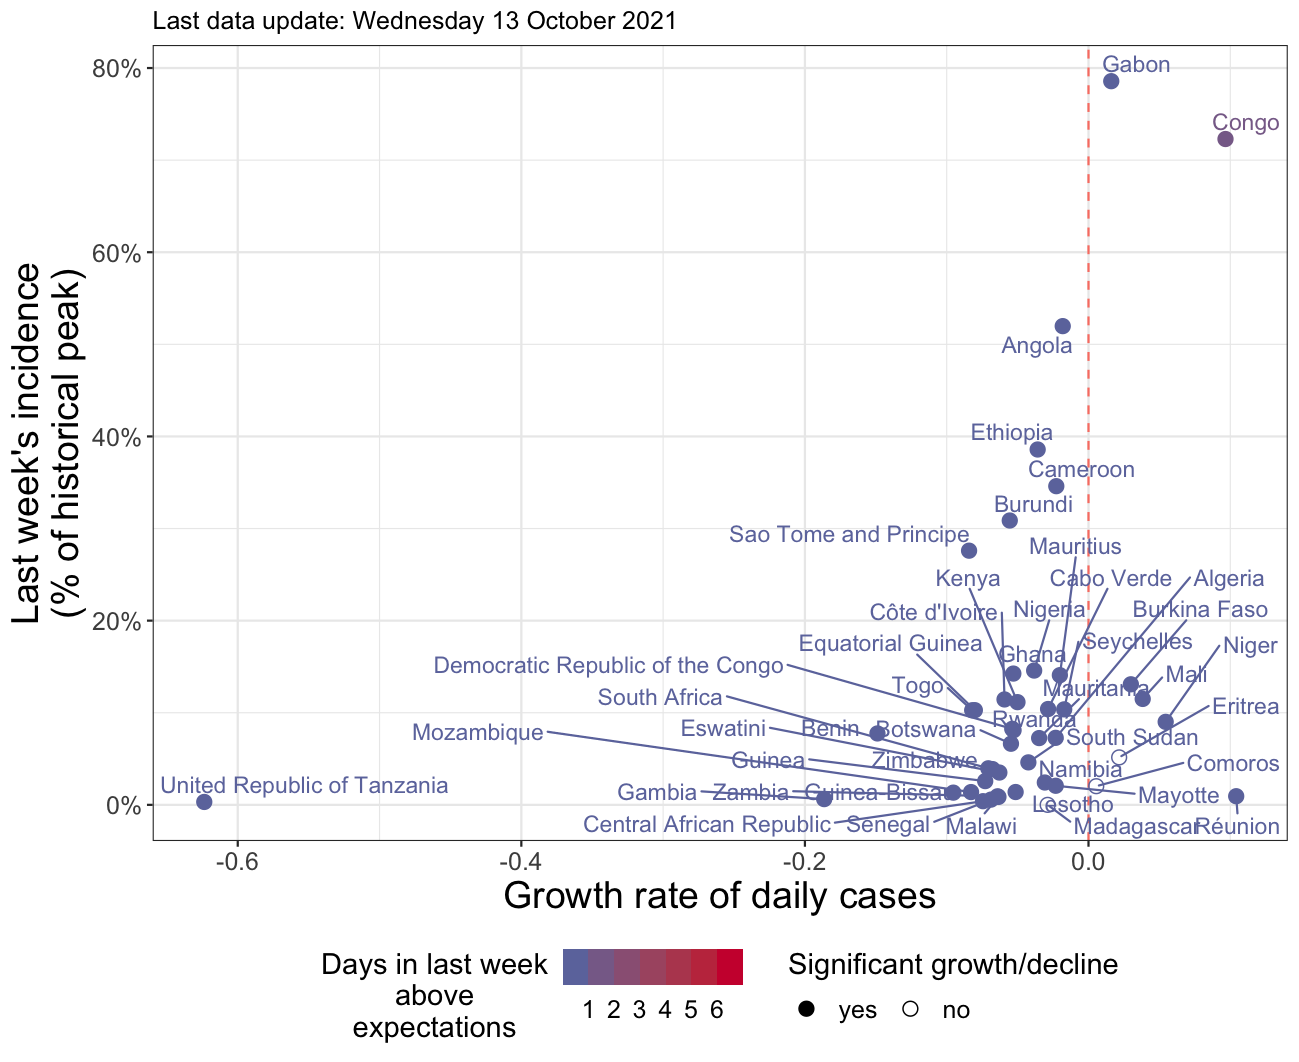 Last data update: Wednesday 13 October 2021
Last week's incidence
(% of historical peak)
80%
60%
40%
20%
0%
Gabon
Congo
Angola
Ethiopia
Cameroon
Burundi
Sao Tome and Principe
Mauritius
Kenya
Cabo Verde
Algeria
Côte d'Ivoire
Nigeria
Burkina Faso
Equatorial Guinea
Seychelles
Niger
Ghana
Democratic Republic of the Congo
Togo
Mauritania
Mali
South Africa
Eritrea
Rwanda
Mozambique
Eswatini
Benin
Botswana
South Sudan
Guinea
Zimbabwe
Namibia
Comoros
United Republic of Tanzania
Gambia
Zambia
Guinea-Bissau
Mayotte
Lesotho
Central African Republic
Senegal
Malawi
Madagascar
Réunion
-0.6
-0.4
-0.2
0.0
Growth rate of daily cases
Days in last week
above
expectations
1 2 3 4 5 6
Significant growth/decline
yes
no